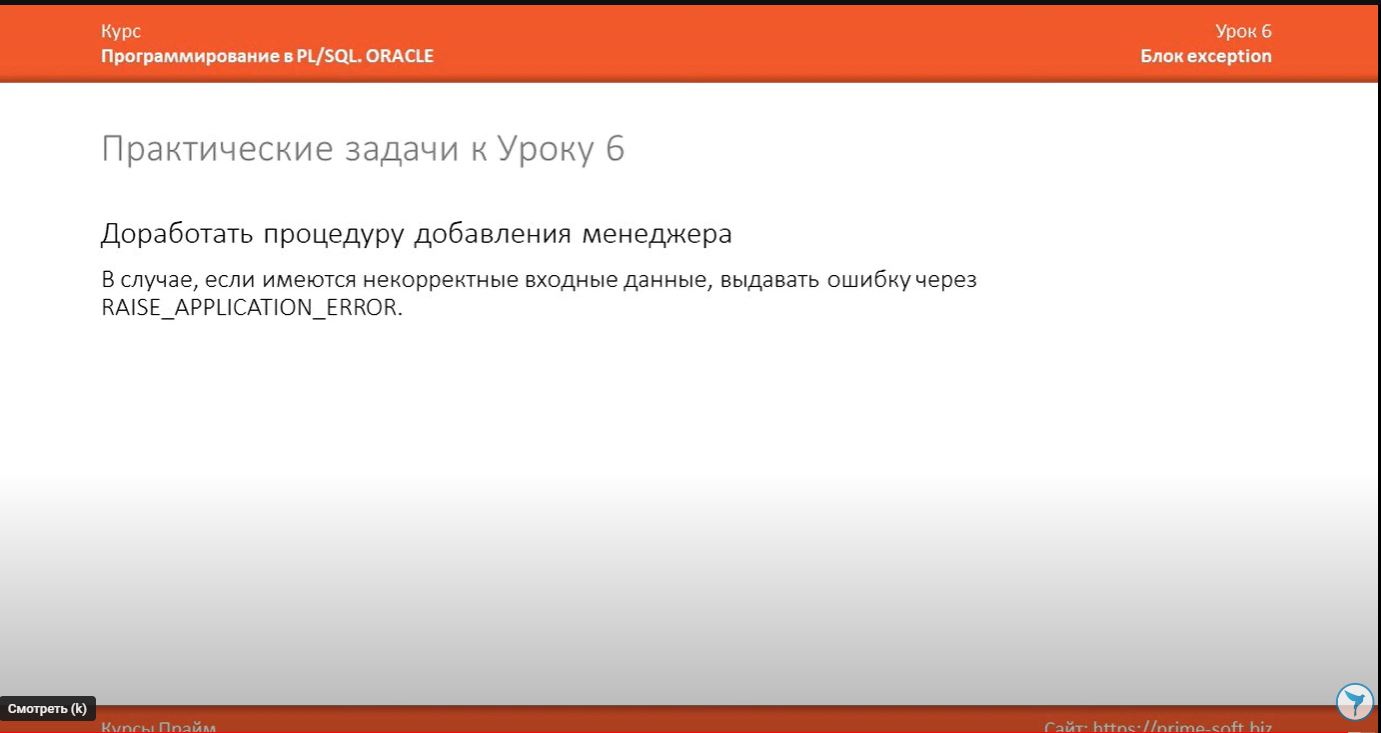 Курс
Программирование в PL/SQL. ORACLE
Урок 6
Блок exception
Практические задачи к Уроку 6
Доработать процедуру добавления менеджера
В случае, если имеются некорректные входные данные, выдавать ошибку через
RAISE_APPLICATION_ERROR.
Смотреть (k)
Курсы Прайм
Сайт: https://prime-soft.biz